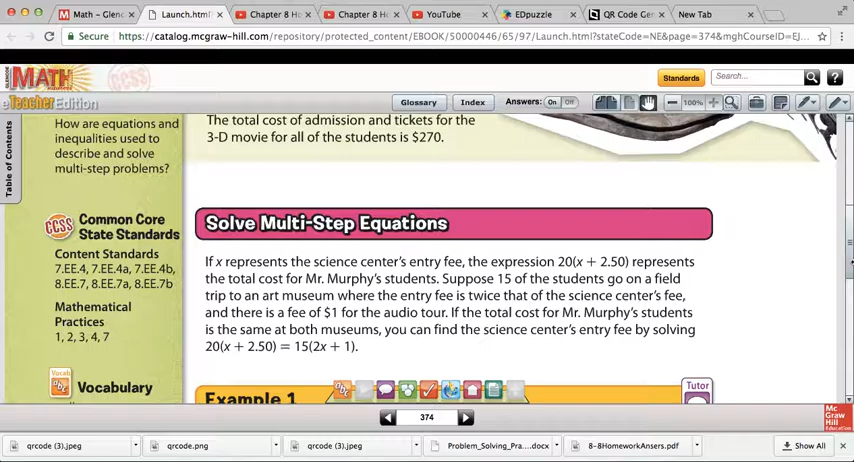 Math – Glenc
Launch.html?
Chapter 8 Ho
Chapter 8 Ho
YouTube
EDpuzzle
QR Code Gen
New Tab
Secure https://catalog.mcgraw-hill.com/repository/protected_content/EBOOK/50000446/65/97/Launch.html?stateCode=NE&page=374&mghCourseID=EJ...
GLENCOE
MATH
CCSS
Standards
Search...
eTeacherEdition
Glossary
Index
Answers: On Off
100%
Table of Contents
How are equations and
inequalities used to
describe and solve
multi-step problems?
The total cost of admission and tickets for the
3-D movie for all of the students is $270.
CCSS
Common Core
State Standards
Content Standards
7.EE.4, 7.EE.4a, 7.EE.4b,
8.EE.7, 8.EE.7a, 8.EE.7b
Mathematical
Practices
1, 2, 3, 4, 7
Vocab
abc
Vocabulary
Solve Multi-Step Equations
If x represents the science center's entry fee, the expression 20(x + 2.50) represents
the total cost for Mr. Murphy's students. Suppose 15 of the students go on a field
trip to an art museum where the entry fee is twice that of the science center's fee,
and there is a fee of $1 for the audio tour. If the total cost for Mr. Murphy's students
is the same at both museums, you can find the science center's entry fee by solving
20(x + 2.50) = 15(2x + 1).
Example 1
abc
Tutor
374
Mc
Graw
Hill
Education
qrcode (3).jpeg
qrcode.png
qrcode (3).jpeg
Problem_Solving_Pra....docx
8-8HomeworkAnsers.pdf
Show All